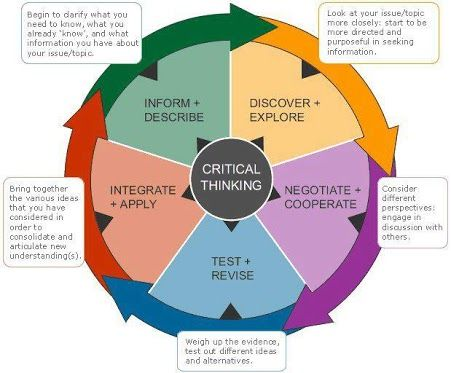 Begin to clarify what you
need to know, what you
already 'know', and what
information you have about
your issue/topic.
Look at your issue/topic
more closely: start to be
more directed and
purposeful in seeking
information.
INFORM +
DESCRIBE
DISCOVER +
EXPLORE
CRITICAL
THINKING
INTEGRATE
+ APPLY
NEGOTIATE +
COOPERATE
TEST +
REVISE
Bring together
the various ideas
that you have
considered in
order to
consolidate and
articulate new
understanding(s).
Consider
different
perspectives:
engage in
discussion with
others.
Weigh up the evidence,
test out different ideas
and alternatives.